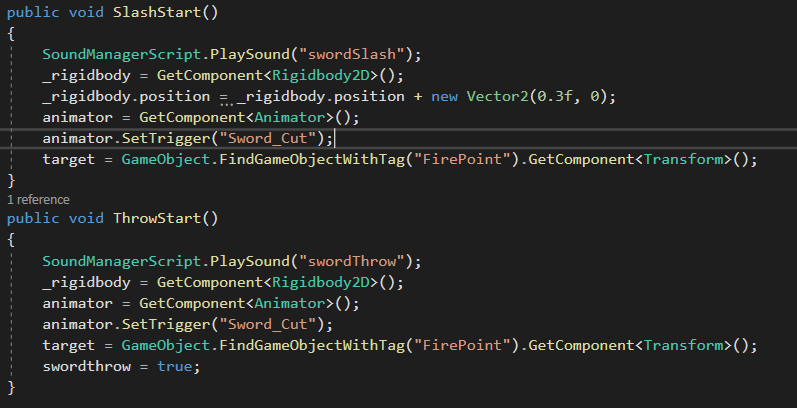 public void SlashStart()
{
SoundManagerScript.PlaySound("swordSlash");
_rigidbody = GetComponent<Rigidbody2D>();
_rigidbody.position = _rigidbody.position + new Vector2(0.3f, 0);
animator = GetComponent<Animator>();
animator.SetTrigger("Sword_Cut");
target = GameObject.FindGameObjectWithTag("FirePoint").GetComponent<Transform>();
}
1 reference
public void ThrowStart()
{
SoundManagerScript.PlaySound("swordThrow");
_rigidbody = GetComponent<Rigidbody2D>();
animator = GetComponent<Animator>();
animator.SetTrigger("Sword_Cut");
target = GameObject.FindGameObjectWithTag("FirePoint").GetComponent<Transform>();
swordthrow = true;
}